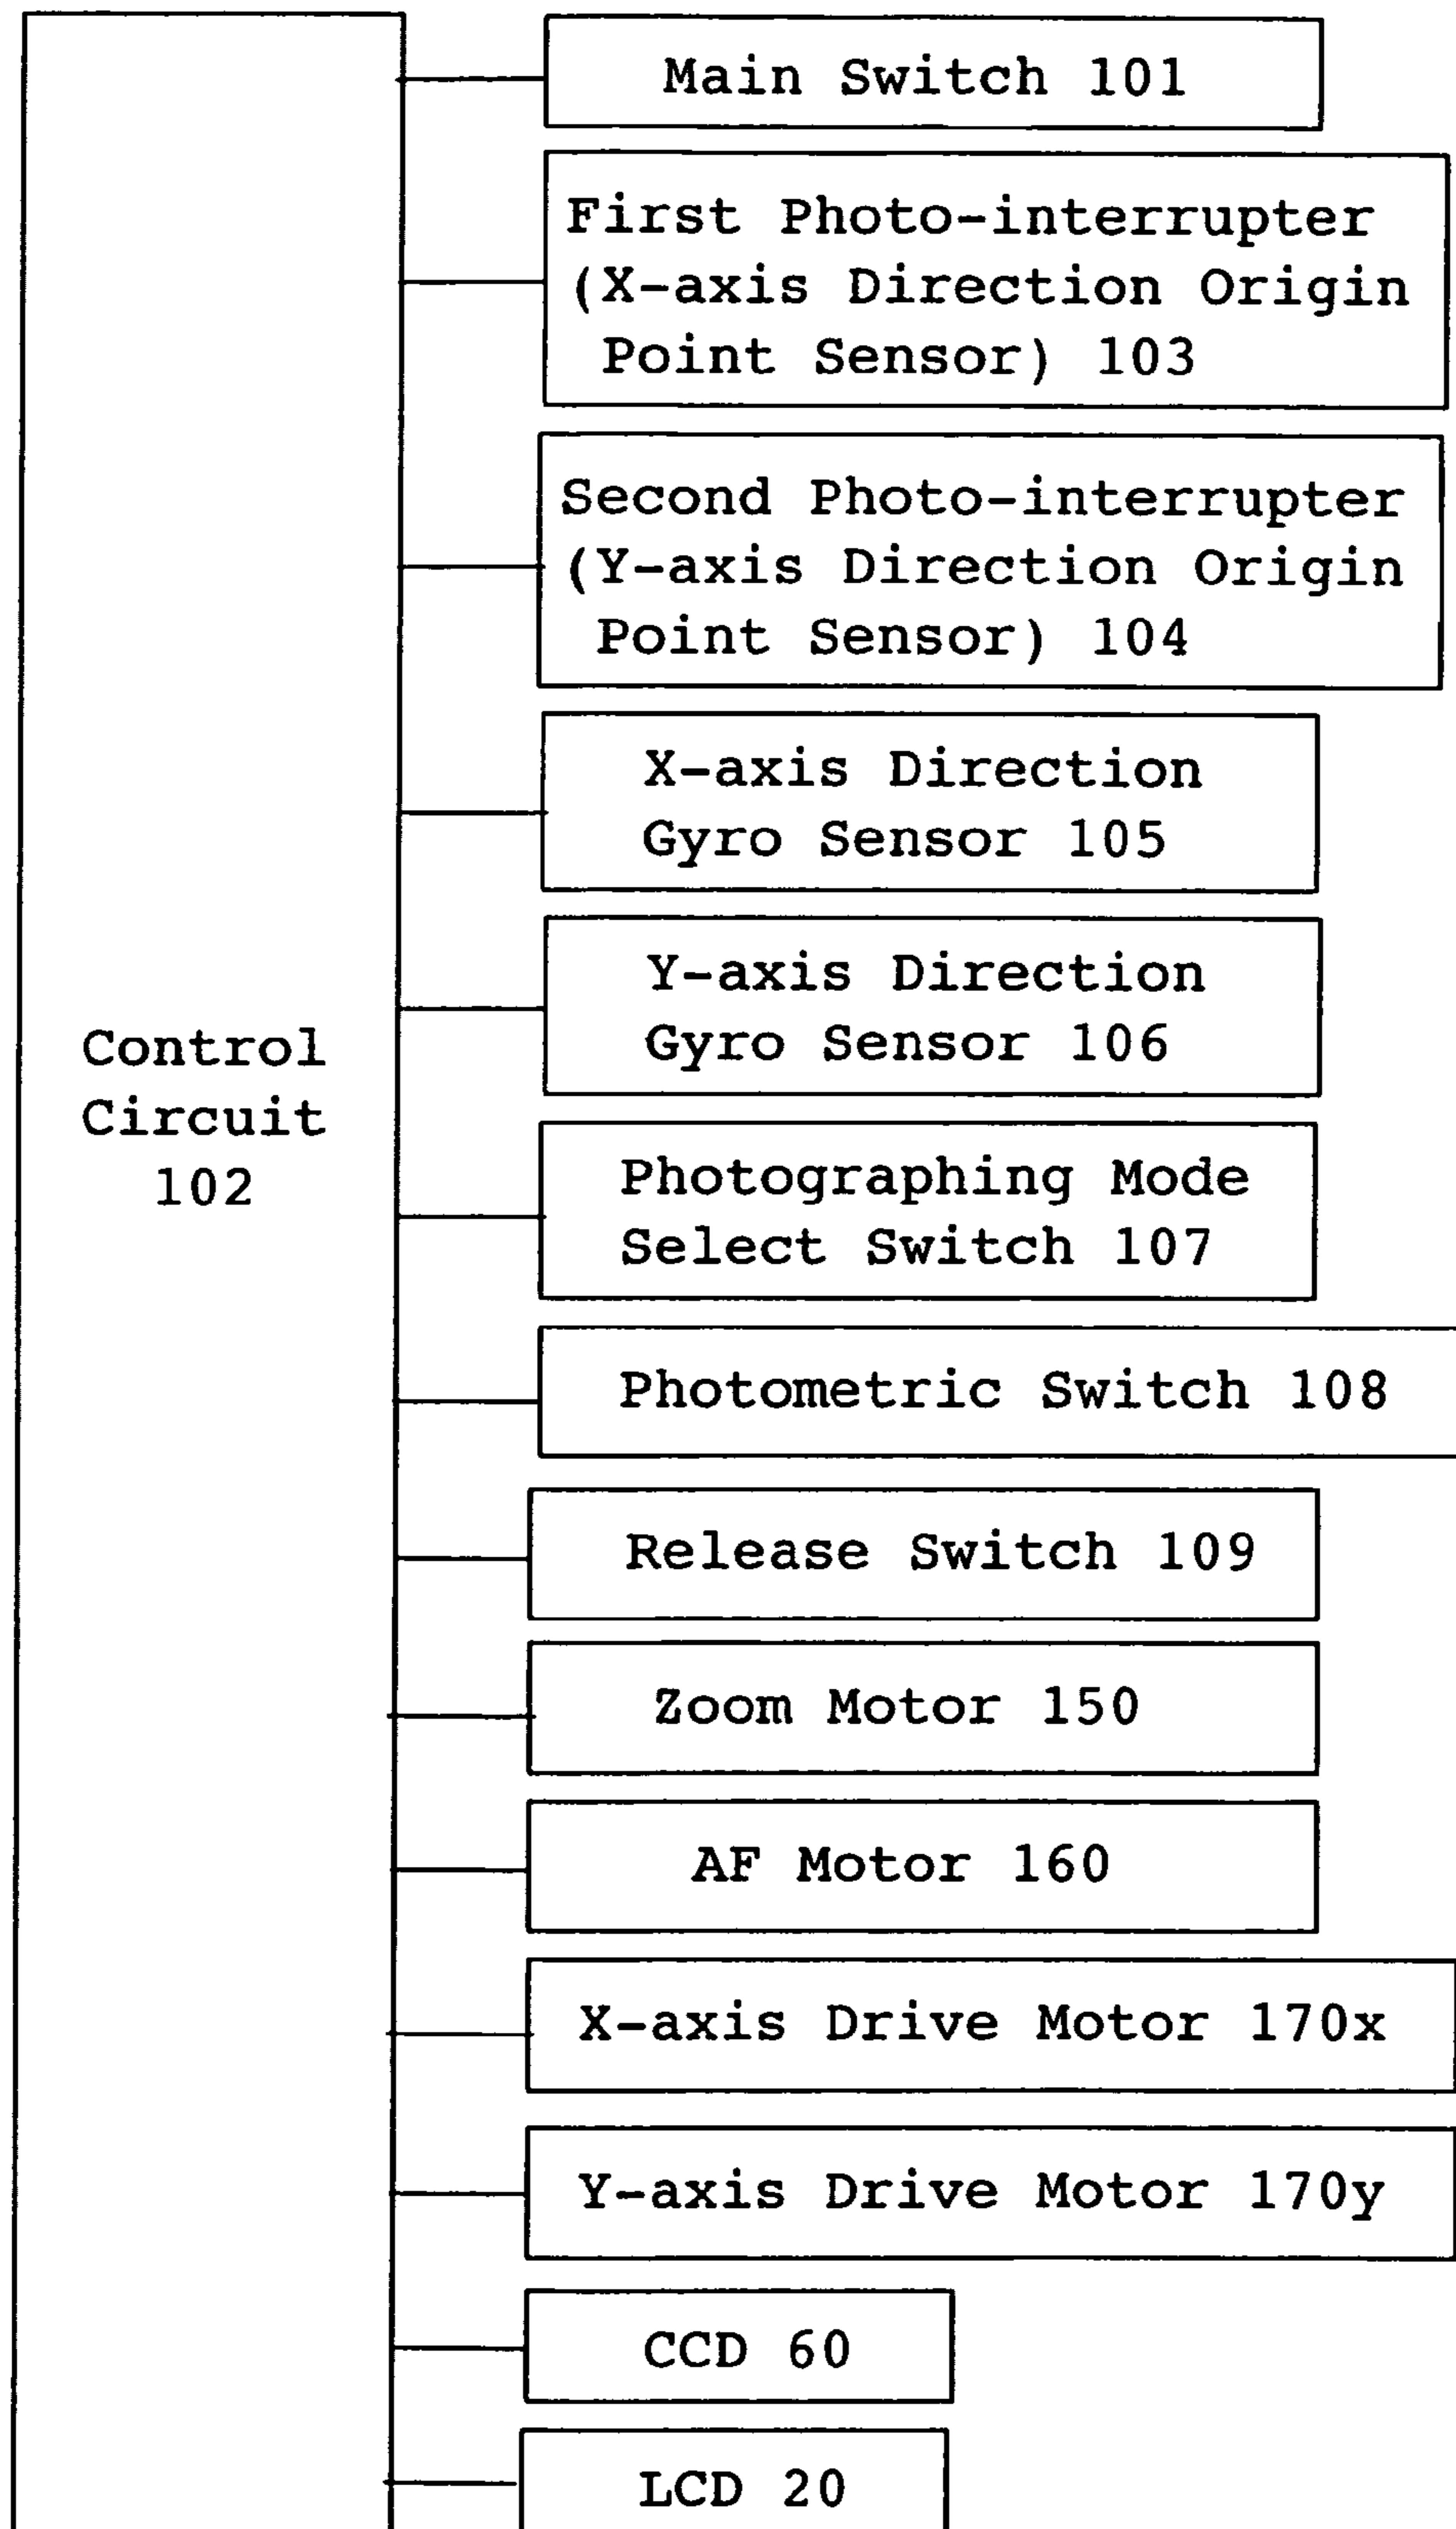 Main Switch 101
First Photo-interrupter
(X-axis Direction Origin
Point Sensor) 103
Second Photo-interrupter
(Y-axis Direction Origin
Point Sensor) 104
X-axis Direction
Gyro Sensor 105
Y-axis Direction
Gyro Sensor 106
Control
Circuit
102
Photographing Mode
Select Switch 107
Photometric Switch 108
Release Switch 109
Zoom Motor 150
AF Motor 160
X-axis Drive Motor 170x
Y-axis Drive Motor 170y
CCD 60
LCD 20